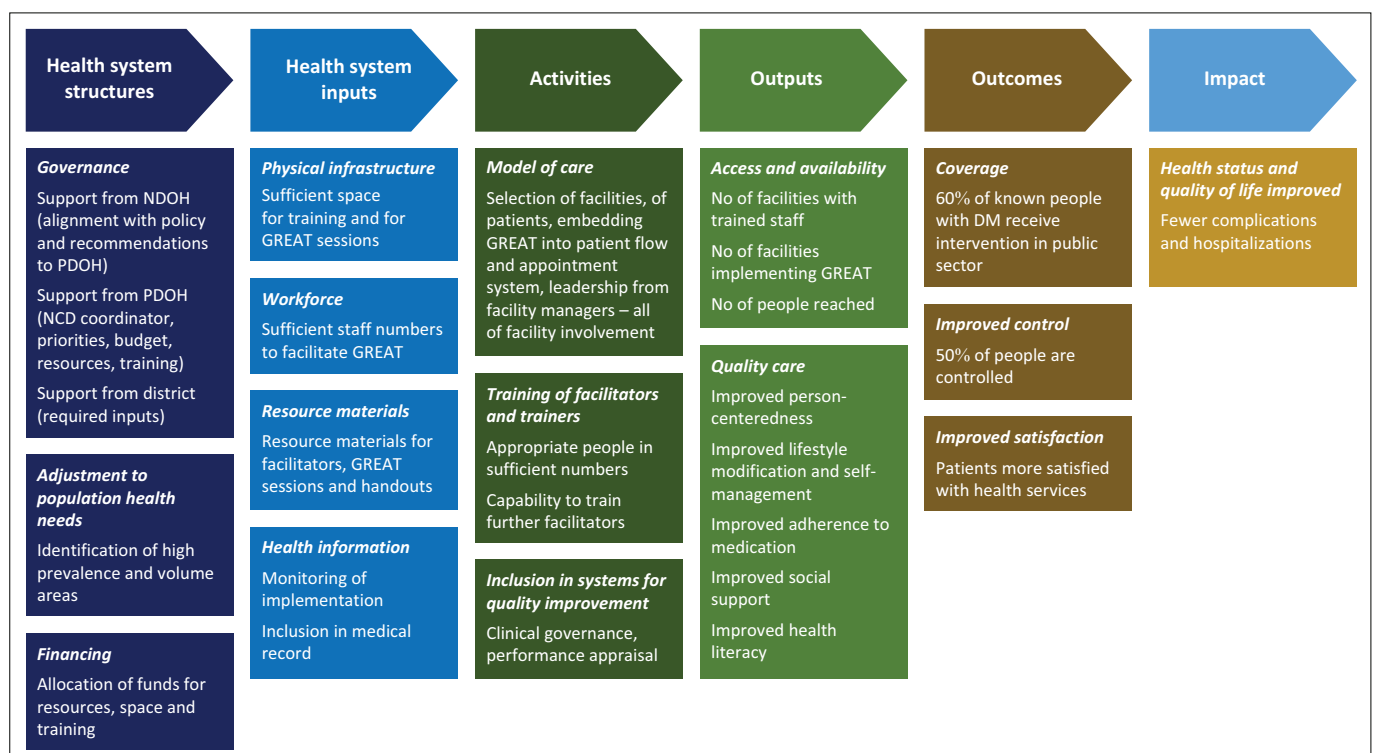 Health system
structures
Health system
inputs
Activities
Outputs
Outcomes
Impact
Governance
Support from NDOH
(alignment with policy
and recommendations
to PDOH)
Support from PDOH
(NCD coordinator,
priorities, budget,
resources, training)
Support from district
(required inputs)
Adjustment to
population health
needs
Identification of high
prevalence and volume
areas
Financing
Allocation of funds for
resources, space and
training
Physical infrastructure
Sufficient space
for training and for
GREAT sessions
Workforce
Sufficient staff numbers
to facilitate GREAT
Resource materials
Resource materials for
facilitators, GREAT
sessions and handouts
Health information
Monitoring of
implementation
Inclusion in medical
record
Model of care
Selection of facilities, of
patients, embedding
GREAT into patient flow
and appointment
system, leadership from
facility managers – all
of facility involvement
Training of facilitators
and trainers
Appropriate people in
sufficient numbers
Capability to train
further facilitators
Inclusion in systems for
quality improvement
Clinical governance,
performance appraisal
Access and availability
No of facilities with
trained staff
No of facilities
implementing GREAT
No of people reached
Quality care
Improved person-
centeredness
Improved lifestyle
modification and self-
management
Improved adherence to
medication
Improved social
support
Improved health
literacy
Coverage
60% of known people
with DM receive
intervention in public
sector
Improved control
50% of people are
controlled
Improved satisfaction
Patients more satisfied
with health services
Health status and
quality of life improved
Fewer complications
and hospitalizations